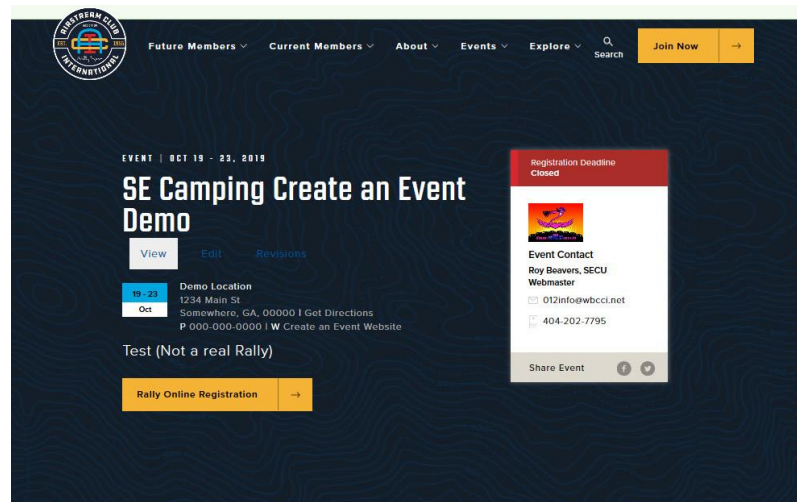 AIRSTREAM CLUB
EST. 1955
INTERNATIONAL
Future Members Current Members About Events Explore Search Join Now →
EVENT | OCT 19 - 23, 2019
SE Camping Create an Event
Demo
View Edit Revisions
19 - 23
Oct
Demo Location
1234 Main St
Somewhere, GA, 00000 I Get Directions
P 000-000-0000 I W Create an Event Website
Test (Not a real Rally)
Rally Online Registration →
Registration Deadline
Closed
Event Contact
Roy Beavers, SECU
Webmaster
012info@wbcci.net
404-202-7795
Share Event